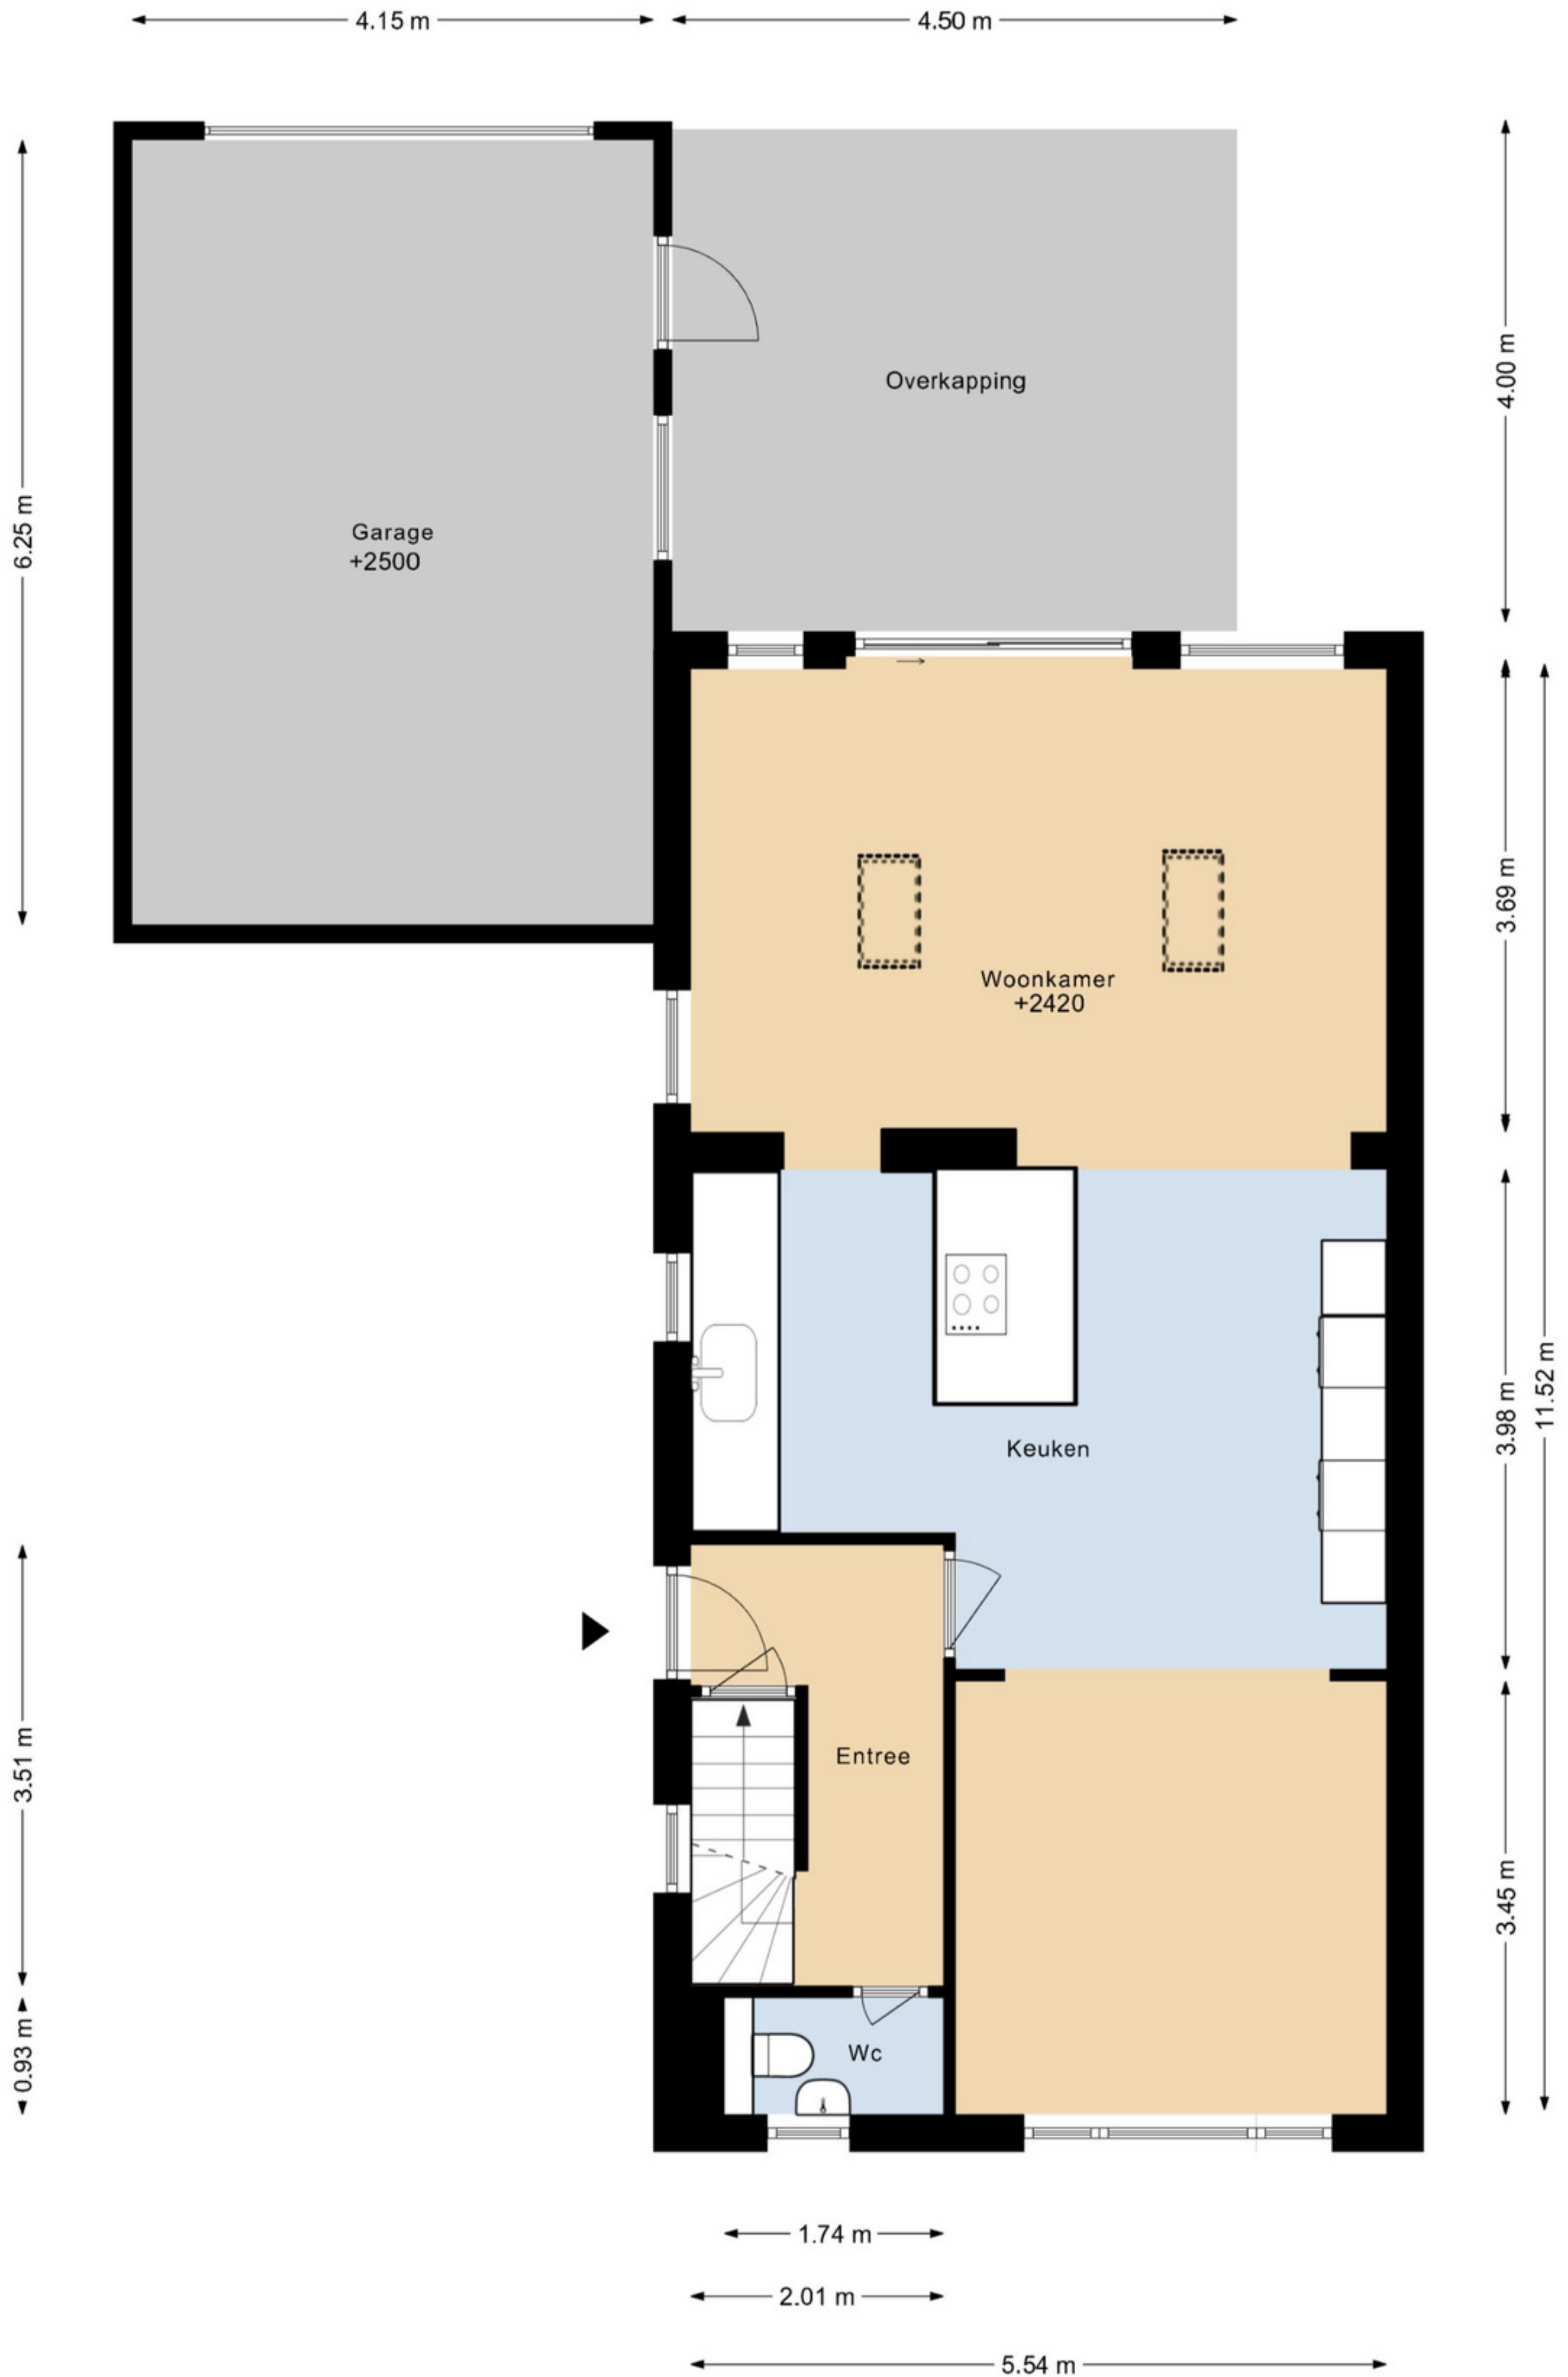 4.15 m
4.50 m
4.00 m
Overkapping
6.25 m
Garage
+2500
3.69 m
Woonkamer
+2420
11.52 m
3.98 m
Keuken
3.51 m
Entree
3.45 m
0.93 m
Wc
1.74 m
2.01 m
5.54 m